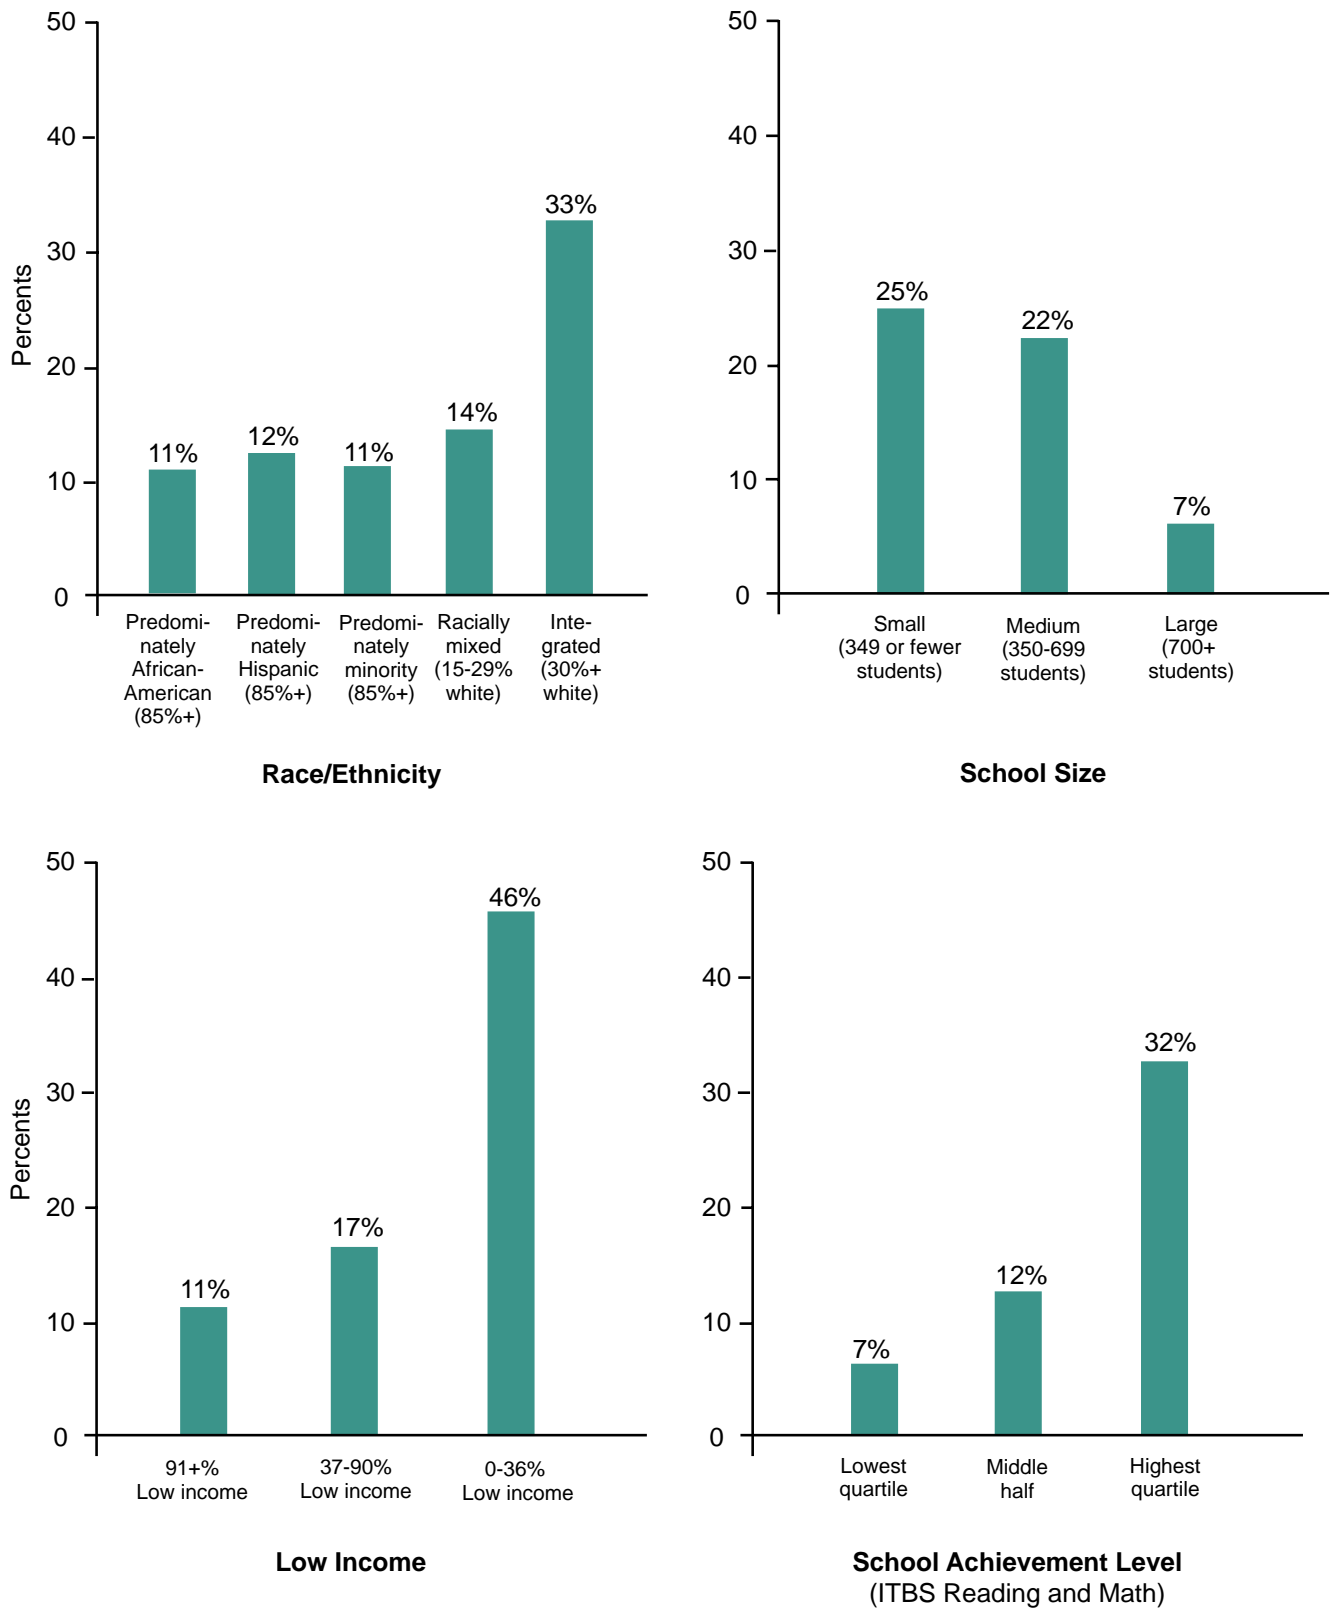 50
40
30
20
10
0
Percents
11%
12%
11%
14%
33%
Predomi-
nately
African-
American
(85%+)
Predomi-
nately
Hispanic
(85%+)
Predomi-
nately
minority
(85%+)
Racially
mixed
(15-29%
white)
Inte-
grated
(30%+
white)
Race/Ethnicity
50
40
30
20
10
0
25%
22%
7%
Small
(349 or fewer
students)
Medium
(350-699
students)
Large
(700+
students)
School Size
50
40
30
20
10
0
Percents
11%
17%
46%
91+%
Low income
37-90%
Low income
0-36%
Low income
Low Income
50
40
30
20
10
0
7%
12%
32%
Lowest
quartile
Middle
half
Highest
quartile
School Achievement Level
(ITBS Reading and Math)